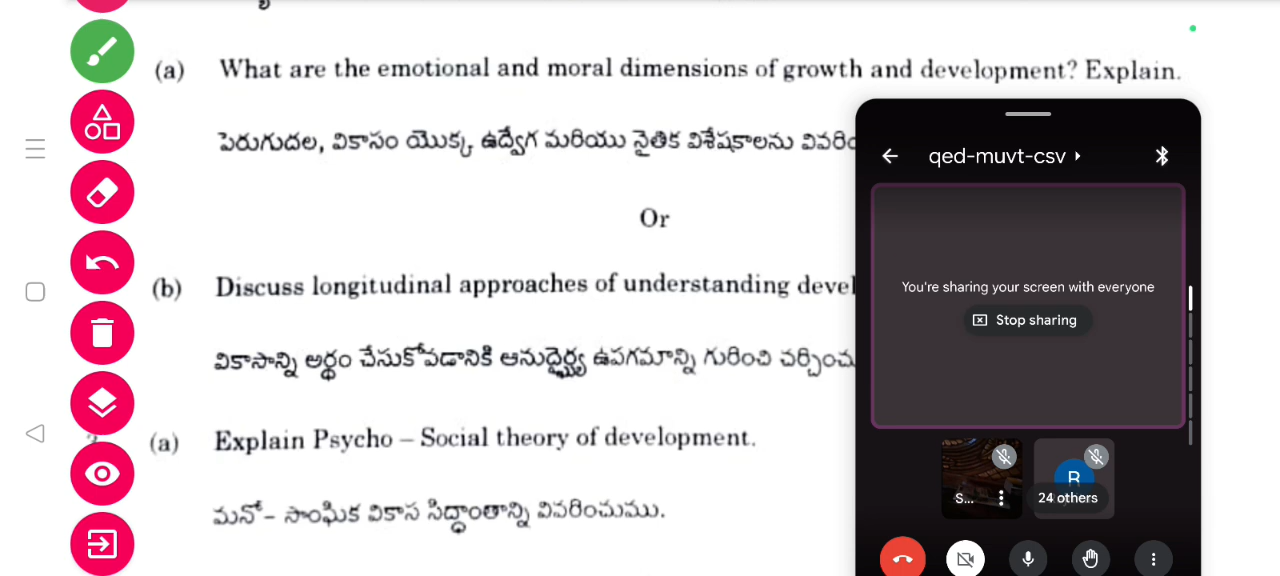 (a) What are the emotional and moral dimensions of growth and development? Explain.
పెరుగుదల, వికాసం యొక్క ఉద్వేగ మరియు నైతిక విశేషకాలను
Or
(b) Discuss longitudinal approaches of understanding
వికాసాన్ని అర్థం చేసుకోవడానికి ఆనుదైర్ఘ్య ఉపగమాన్ని గురించి
(a) Explain Psycho – Social theory of development.
మనో– సాంఘిక వికాస సిద్ధాంతాన్ని వివరించుము.
qed-muvt-csv
You're sharing your screen with everyone
Stop sharing
S...
R
24 others